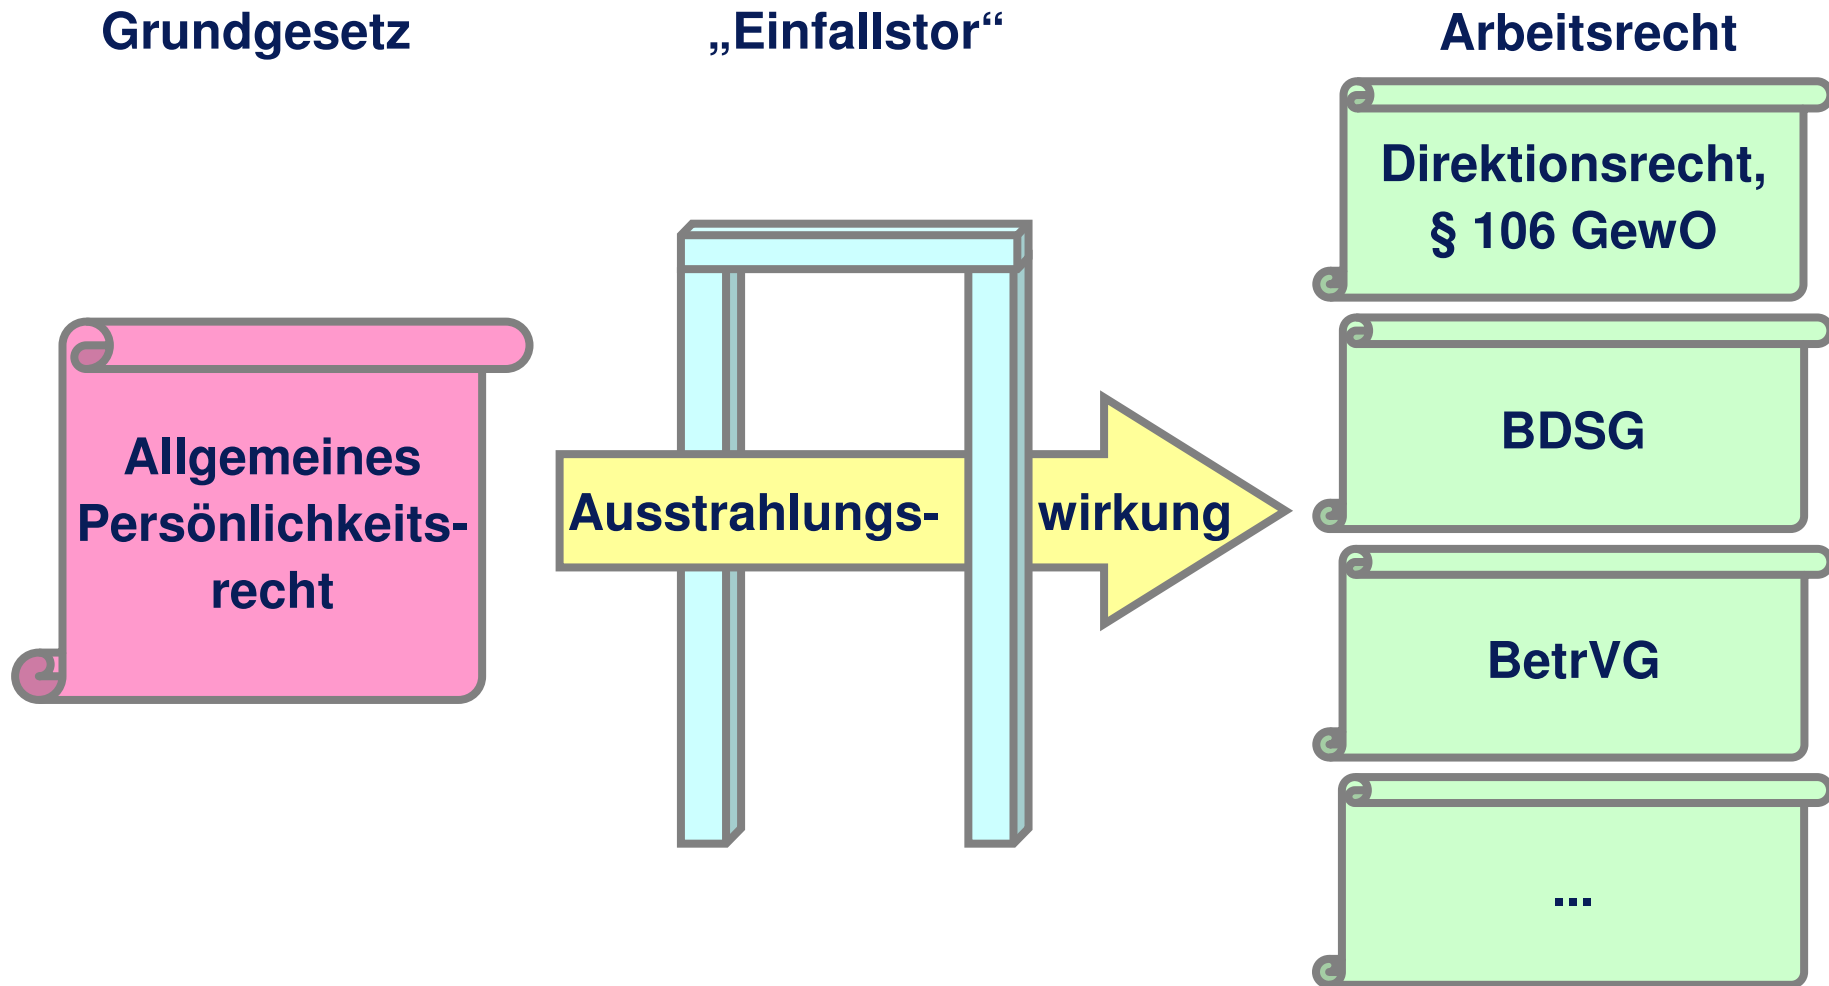 Grundgesetz
„Einfallstor“
Arbeitsrecht
Allgemeines
Persönlichkeits-
recht
Ausstrahlungs- wirkung
Direktionsrecht,
§ 106 GewO
BDSG
BetrVG
...